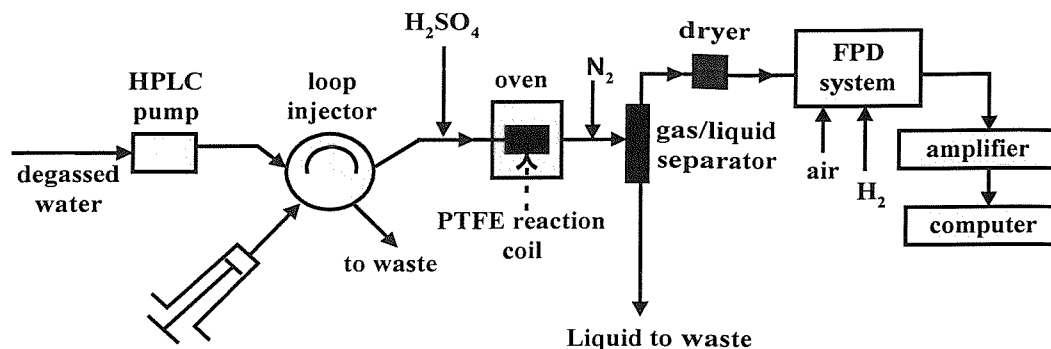 H₂SO₄
HPLC
pump
loop
injector
oven
N₂
dryer
FPD
system
degassed
water
gas/liquid
separator
air
H₂
amplifier
computer
PTFE reaction
coil
to waste
Liquid to waste